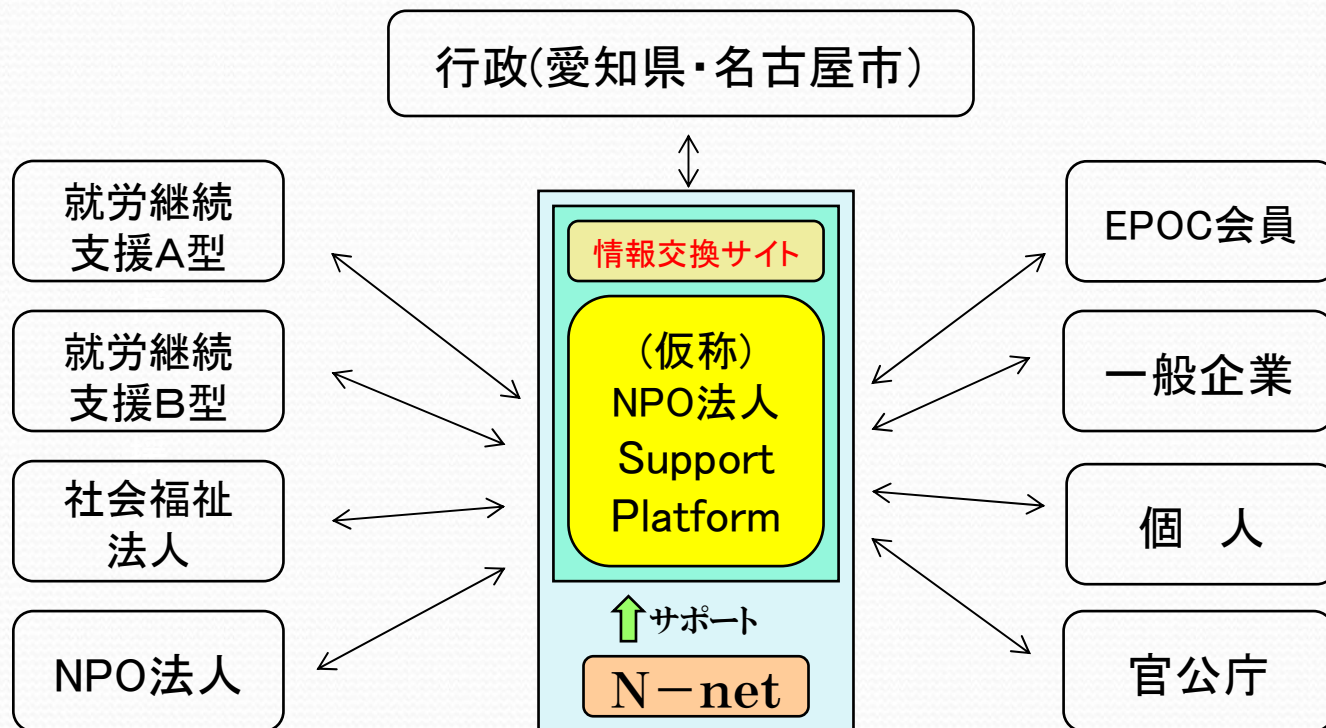 行政(愛知県・名古屋市)
就労継続
支援A型
就労継続
支援B型
社会福祉
法人
NPO法人
情報交換サイト
(仮称)
NPO法人
Support
Platform
サポート
N－net
EPOC会員
一般企業
個　人
官公庁